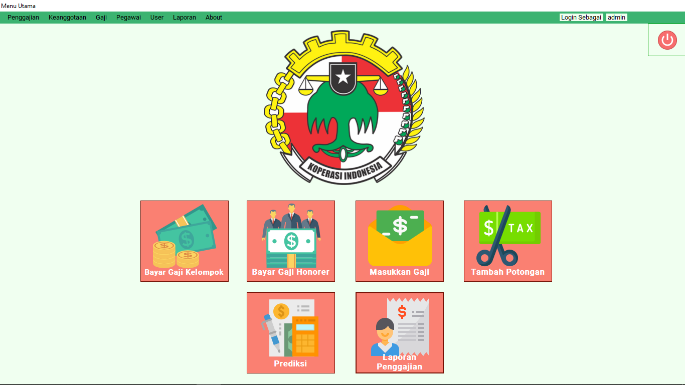 Menu Utama
Penggajian Keanggotaan Gaji Pegawai User Laporan About
Login Sebagai admin
KOPERASI INDONESIA
Bayar Gaji Kelompok
Bayar Gaji Honorer
Masukkan Gaji
$ TAX
Tambah Potongan
Prediksi
Laporan
Penggajian